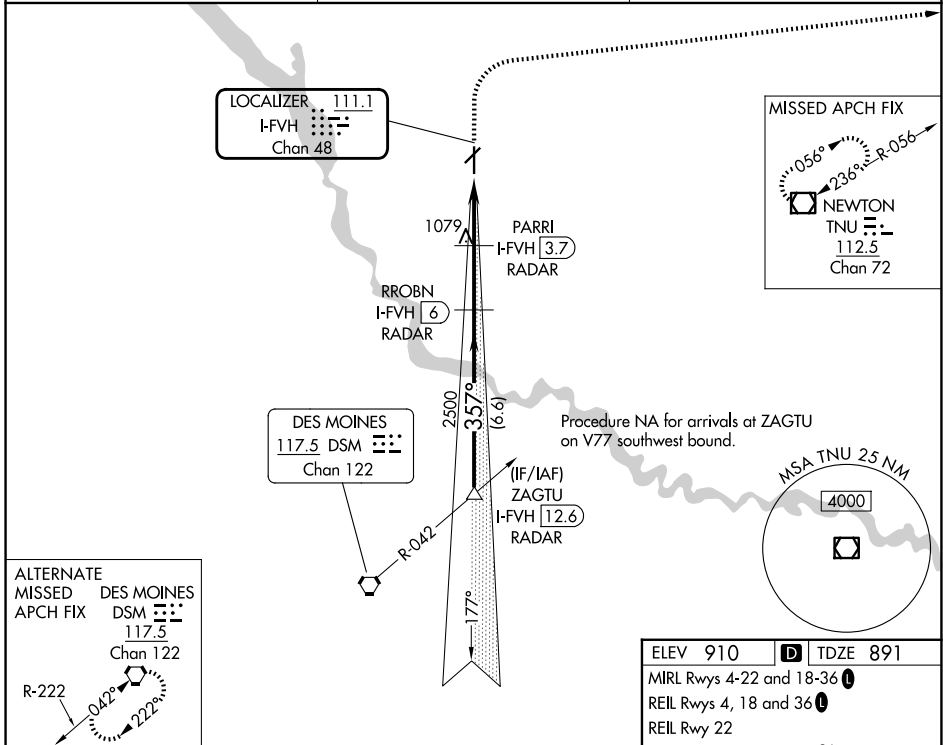 LOCALIZER 111.1
I-FVH
Chan 48
MISSED APCH FIX
056°
236°
R-056
NEWTON
TNU
112.5
Chan 72
1079
PARRI
I-FVH 3.7
RADAR
RROBN
I-FVH 6
RADAR
2500
357°
(6.6)
DES MOINES
117.5 DSM
Chan 122
Procedure NA for arrivals at ZAGTU
on V77 southwest bound.
(IF/IAF)
ZAGTU
I-FVH 12.6
RADAR
R-042
177°
MSA TNU 25 NM
4000
ALTERNATE
MISSED
APCH FIX
DES MOINES
DSM
117.5
Chan 122
R-222
042°
222°
ELEV 910 D TDZE 891
MIRL Rwys 4-22 and 18-36 L
REIL Rwys 4, 18 and 36 L
REIL Rwy 22